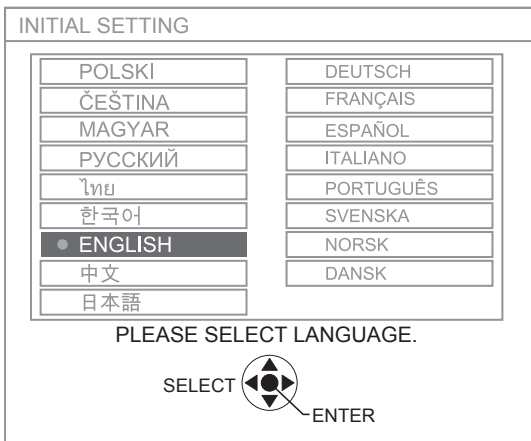 INITIAL SETTING
POLSKI
ČEŠTINA
MAGYAR
РУССКИЙ
ไทย
한국어
ENGLISH
中文
日本語
DEUTSCH
FRANÇAIS
ESPAÑOL
ITALIANO
PORTUGUÊS
SVENSKA
NORSK
DANSK
PLEASE SELECT LANGUAGE.
SELECT
ENTER